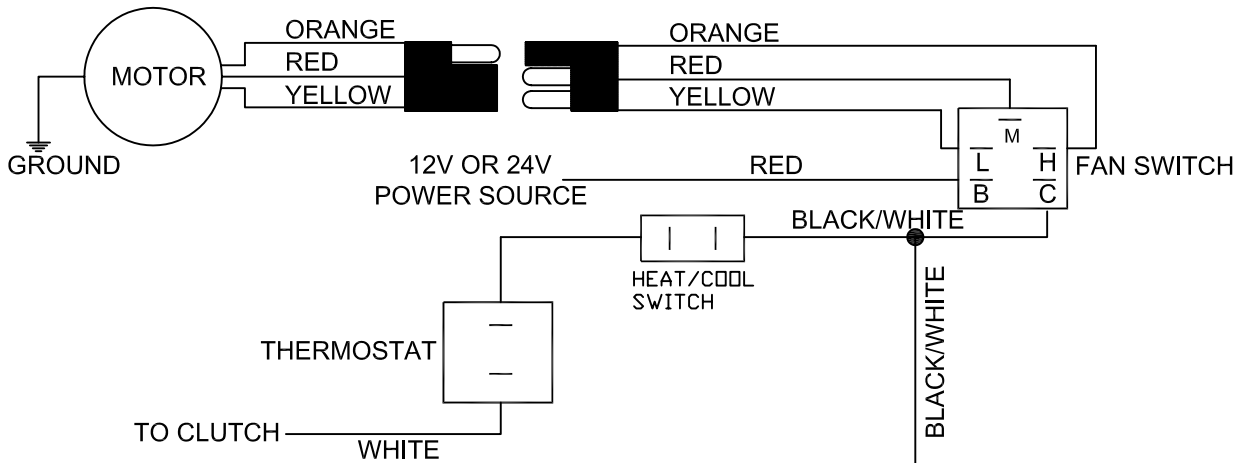 ORANGE
RED
YELLOW
MOTOR
GROUND
ORANGE
RED
YELLOW
M
L H
B C
FAN SWITCH
12V OR 24V
POWER SOURCE
RED
BLACK/WHITE
HEAT/COOL
SWITCH
BLACK/WHITE
THERMOSTAT
TO CLUTCH
WHITE